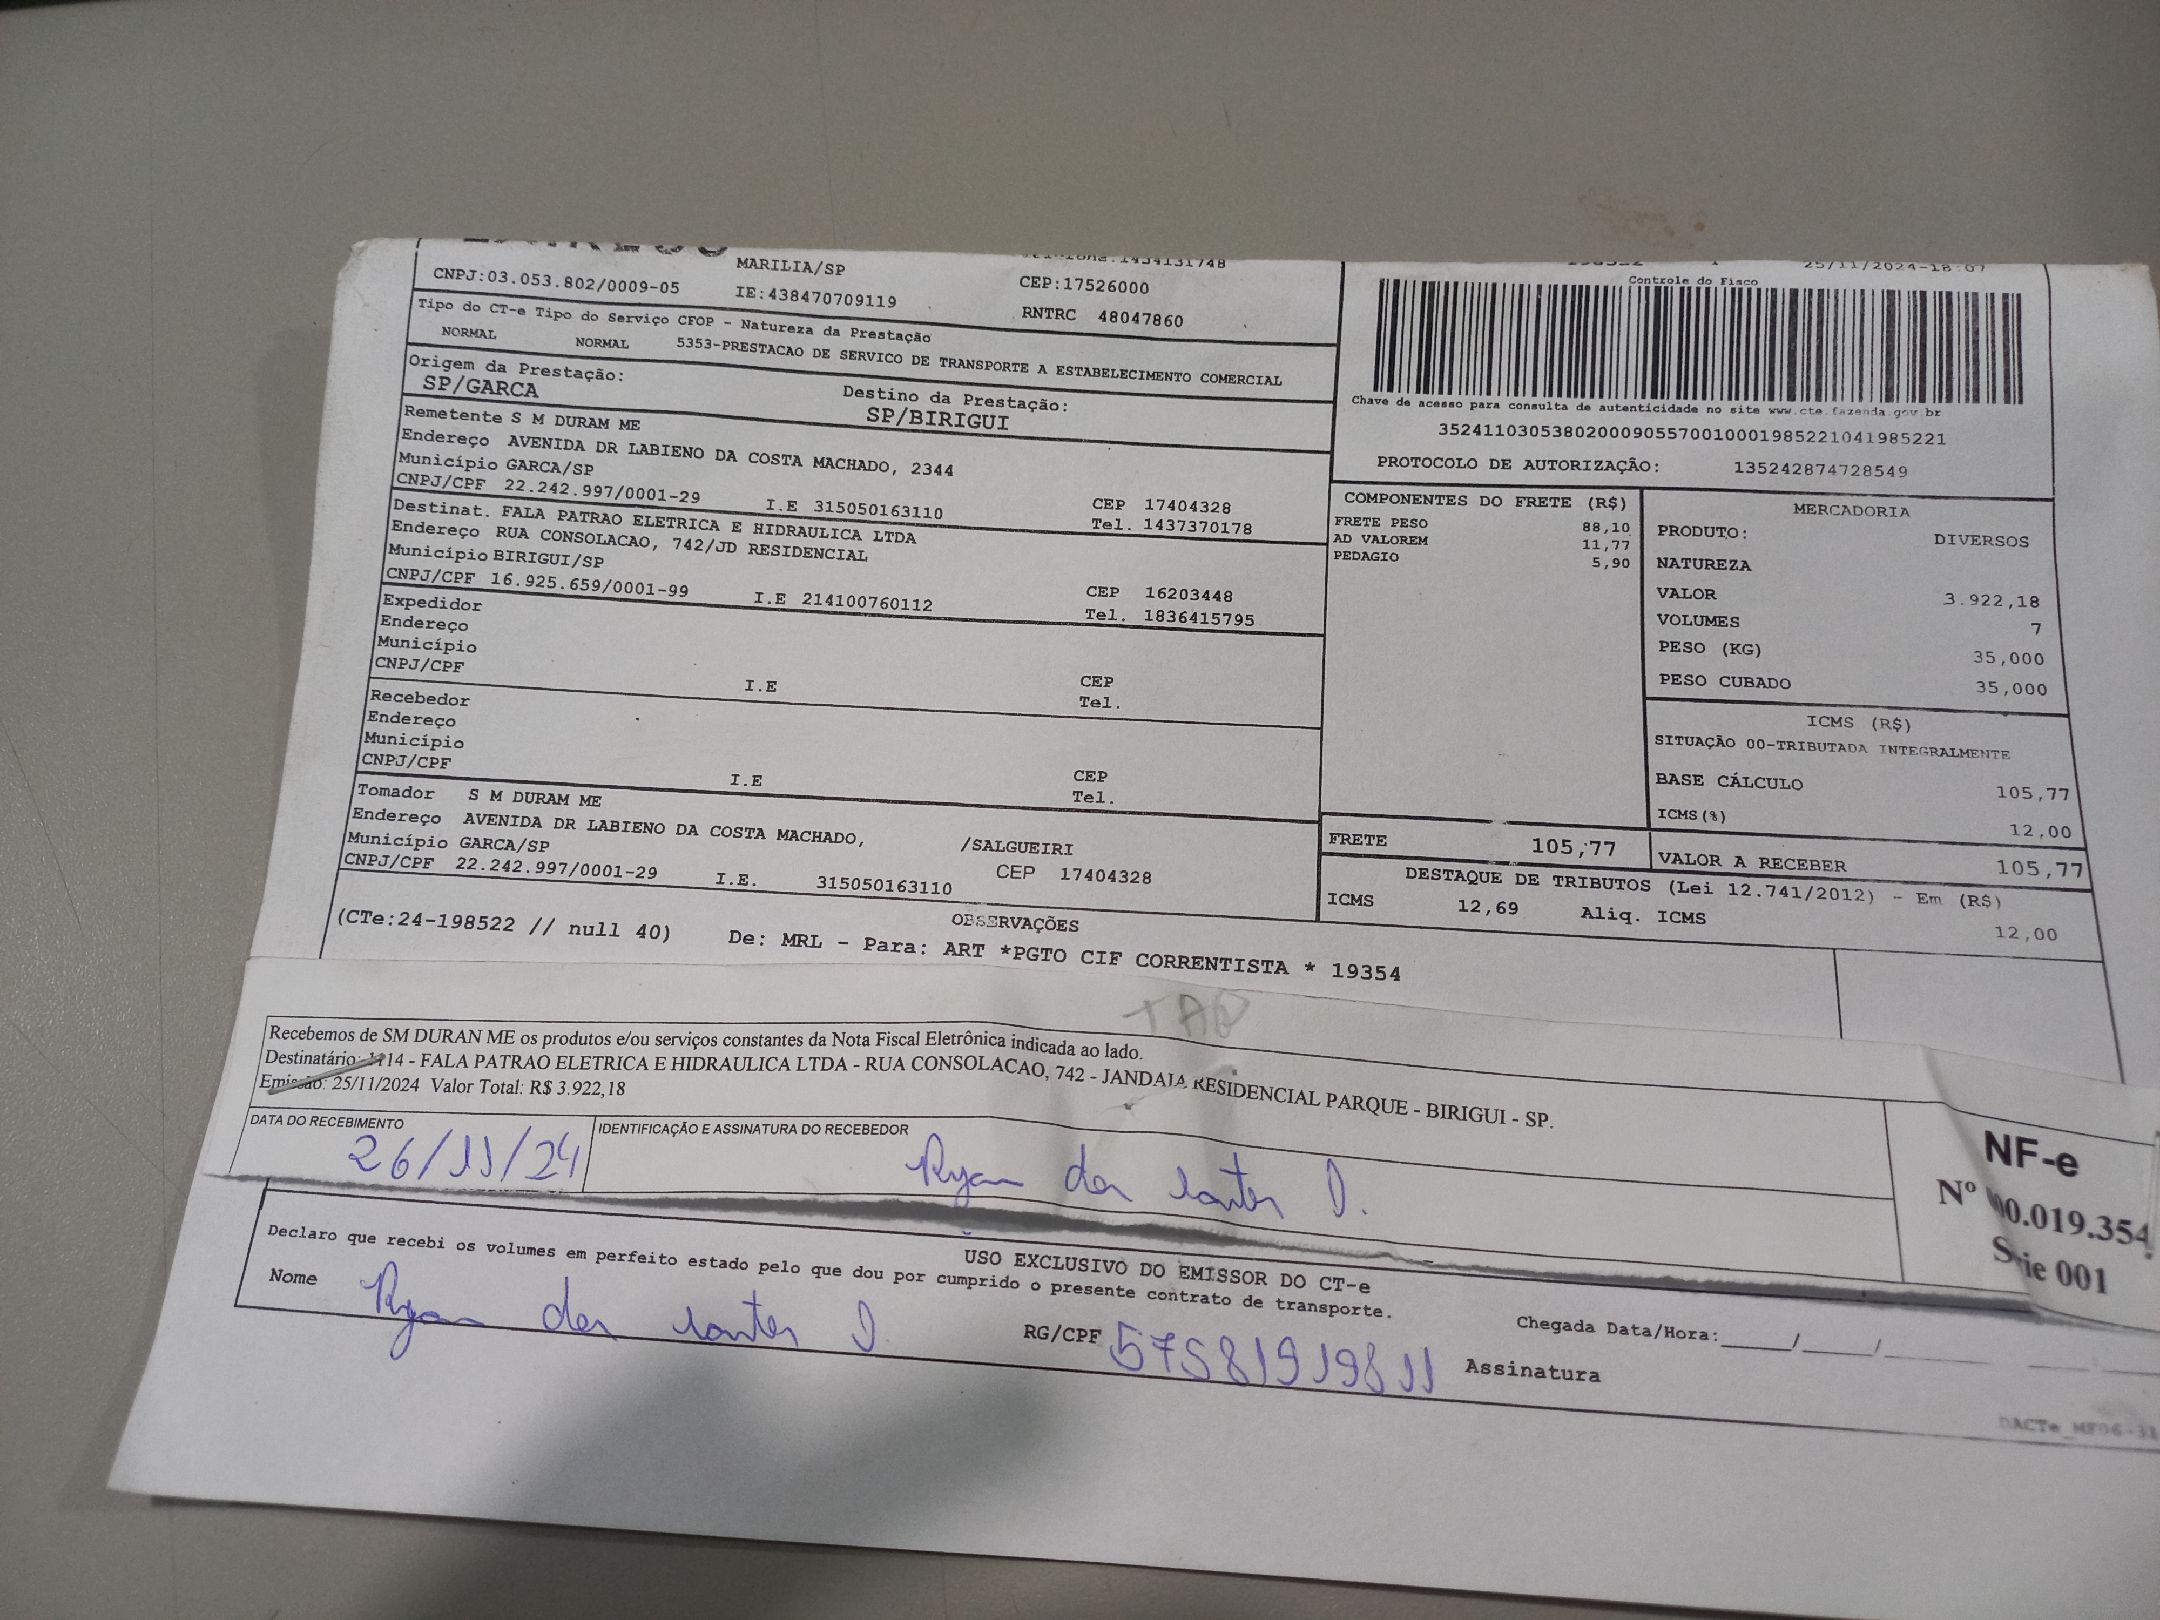 MARILIA/SP
CNPJ:03.053.802/0009-05 IE:438470709119 CEP:17526000
RNTRC 48047860
Tipo do CT-e Tipo do Serviço CFOP - Natureza da Prestação
NORMAL NORMAL 5353-PRESTACAO DE SERVICO DE TRANSPORTE A ESTABELECIMENTO COMERCIAL
Origem da Prestação: Destino da Prestação:
SP/GARCA SP/BIRIGUI
Remetente S M DURAM ME
Endereço AVENIDA DR LABIENO DA COSTA MACHADO, 2344
Município GARCA/SP CEP 17404328
CNPJ/CPF 22.242.997/0001-29 I.E 315050163110 Tel. 1437370178
Destinat. FALA PATRAO ELETRICA E HIDRAULICA LTDA
Endereço RUA CONSOLACAO, 742/JD RESIDENCIAL
Município BIRIGUI/SP CEP 16203448
CNPJ/CPF 16.925.659/0001-99 I.E 214100760112 Tel. 1836415795
Expedidor
Endereço
Município CEP
CNPJ/CPF I.E Tel.
Recebedor
Endereço
Município CEP
CNPJ/CPF I.E Tel.
Tomador S M DURAM ME
Endereço AVENIDA DR LABIENO DA COSTA MACHADO, /SALGUEIRI
Município GARCA/SP CEP 17404328
CNPJ/CPF 22.242.997/0001-29 I.E. 315050163110
25/11/2024-18:07
Controle do Fisco
Chave de acesso para consulta de autenticidade no site www.cte.fazenda.gov.br
35241103053802000905570010001985221041985221
PROTOCOLO DE AUTORIZAÇÃO: 135242874728549
COMPONENTES DO FRETE (R$)
FRETE PESO 88,10
AD VALOREM 11,77
PEDAGIO 5,90
MERCADORIA
PRODUTO: DIVERSOS
NATUREZA
VALOR 3.922,18
VOLUMES 7
PESO (KG) 35,000
PESO CUBADO 35,000
ICMS (R$)
SITUAÇÃO 00-TRIBUTADA INTEGRALMENTE
BASE CÁLCULO 105,77
ICMS(%) 12,00
FRETE 105,77 VALOR A RECEBER 105,77
DESTAQUE DE TRIBUTOS (Lei 12.741/2012) - Em (R$)
ICMS 12,69 Aliq. ICMS 12,00
OBSERVAÇÕES
(CTe:24-198522 // null 40) De: MRL - Para: ART *PGTO CIF CORRENTISTA * 19354
Recebemos de SM DURAN ME os produtos e/ou serviços constantes da Nota Fiscal Eletrônica indicada ao lado.
Destinatário: 1114 - FALA PATRAO ELETRICA E HIDRAULICA LTDA - RUA CONSOLACAO, 742 - JANDAIA RESIDENCIAL PARQUE - BIRIGUI - SP.
Emissão: 25/11/2024 Valor Total: R$ 3.922,18
DATA DO RECEBIMENTO IDENTIFICAÇÃO E ASSINATURA DO RECEBEDOR
26/11/24 Ryan dos santos D.
NF-e
Nº 00.019.354
Série 001
USO EXCLUSIVO DO EMISSOR DO CT-e
Declaro que recebi os volumes em perfeito estado pelo que dou por cumprido o presente contrato de transporte.
Nome Ryan dos santos D. RG/CPF 57581919811 Assinatura
Chegada Data/Hora:____/____/____